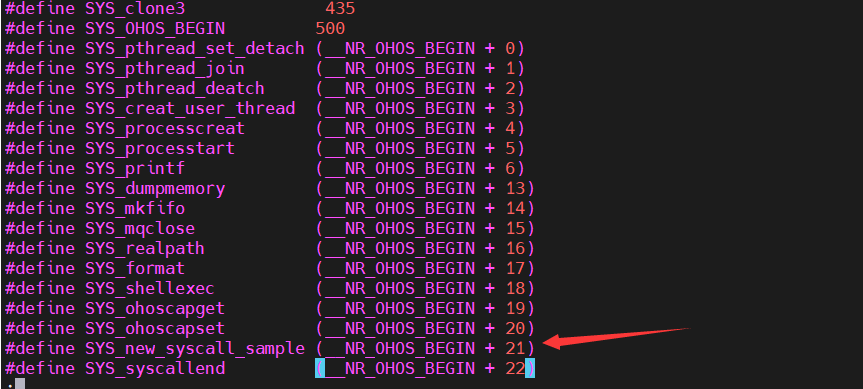 #define SYS_clone3 435
#define SYS_OHOS_BEGIN 500
#define SYS_pthread_set_detach (__NR_OHOS_BEGIN + 0)
#define SYS_pthread_join (__NR_OHOS_BEGIN + 1)
#define SYS_pthread_deatch (__NR_OHOS_BEGIN + 2)
#define SYS_creat_user_thread (__NR_OHOS_BEGIN + 3)
#define SYS_processcreat (__NR_OHOS_BEGIN + 4)
#define SYS_processtart (__NR_OHOS_BEGIN + 5)
#define SYS_printf (__NR_OHOS_BEGIN + 6)
#define SYS_dumpmemory (__NR_OHOS_BEGIN + 13)
#define SYS_mkfifo (__NR_OHOS_BEGIN + 14)
#define SYS_mqclose (__NR_OHOS_BEGIN + 15)
#define SYS_realpath (__NR_OHOS_BEGIN + 16)
#define SYS_format (__NR_OHOS_BEGIN + 17)
#define SYS_shellexec (__NR_OHOS_BEGIN + 18)
#define SYS_ohoscapget (__NR_OHOS_BEGIN + 19)
#define SYS_ohoscapset (__NR_OHOS_BEGIN + 20)
#define SYS_new_syscall_sample (__NR_OHOS_BEGIN + 21)
#define SYS_syscallend (__NR_OHOS_BEGIN + 22)